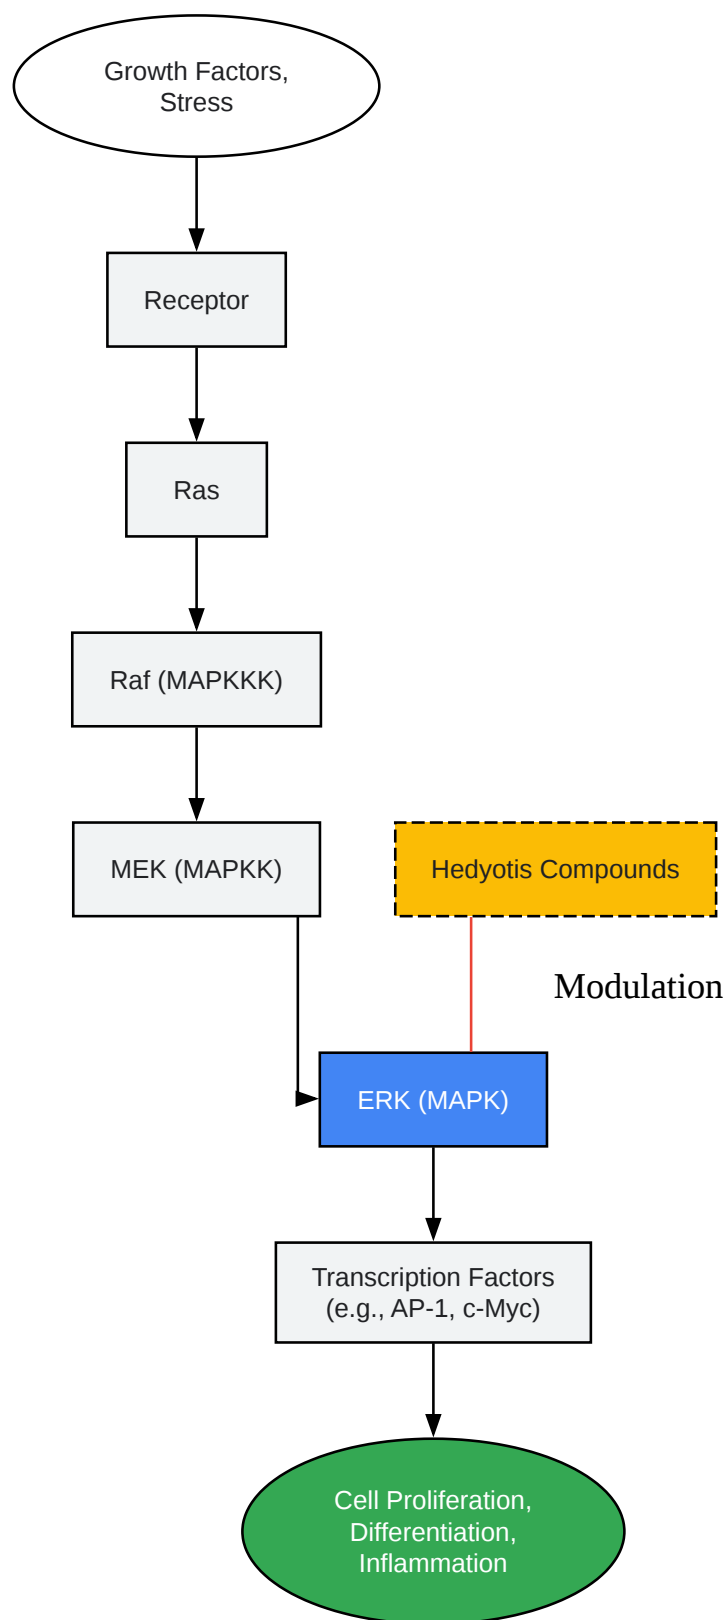 Growth Factors,
Stress
Receptor
Ras
Raf (MAPKKK)
MEK (MAPKK)
Hedyotis Compounds
Modulation
ERK (MAPK)
Transcription Factors
(e.g., AP-1, c-Myc)
Cell Proliferation,
Differentiation,
Inflammation